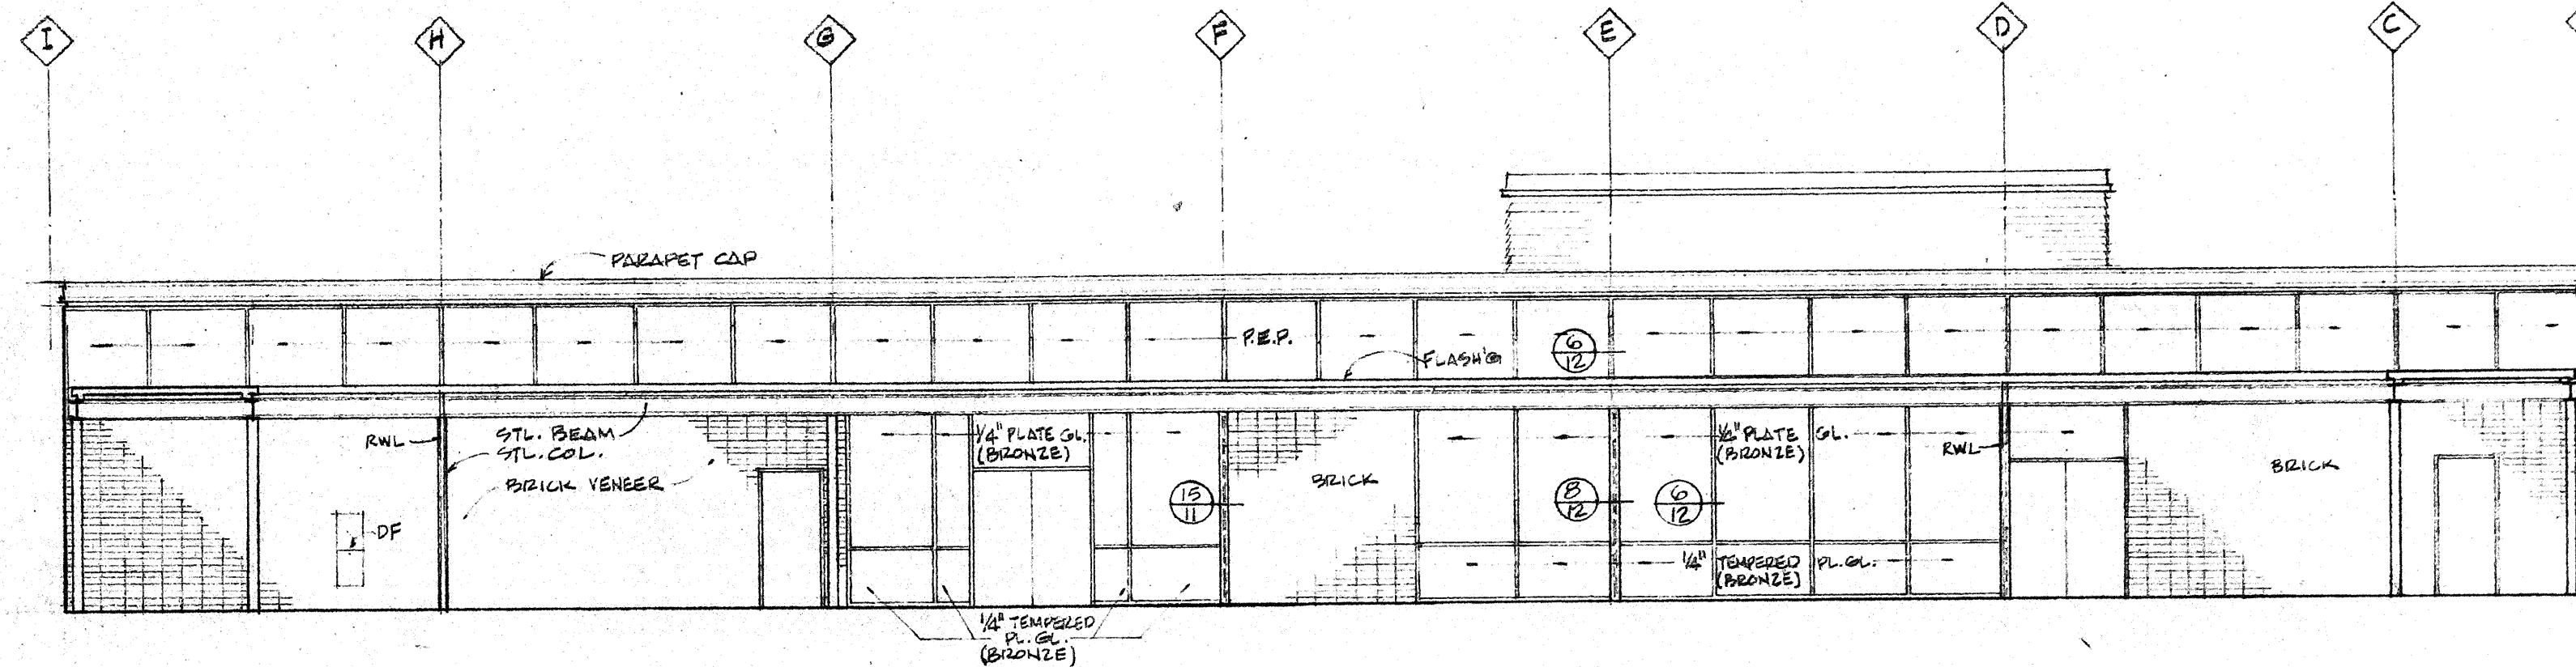 I
H
G
F
E
D
C
PARAPET CAP
P.E.P.
FLASH'G
6
12
RWL
STL. BEAM
STL. COL.
BRICK VENEER
DF
1/4" PLATE GL.
(BRONZE)
15
11
BRICK
8
12
6
12
1/4" PLATE GL.
(BRONZE)
1/4" TEMPERED PL. GL.
(BRONZE)
RWL
BRICK
1/4" TEMPERED
PL. GL.
(BRONZE)